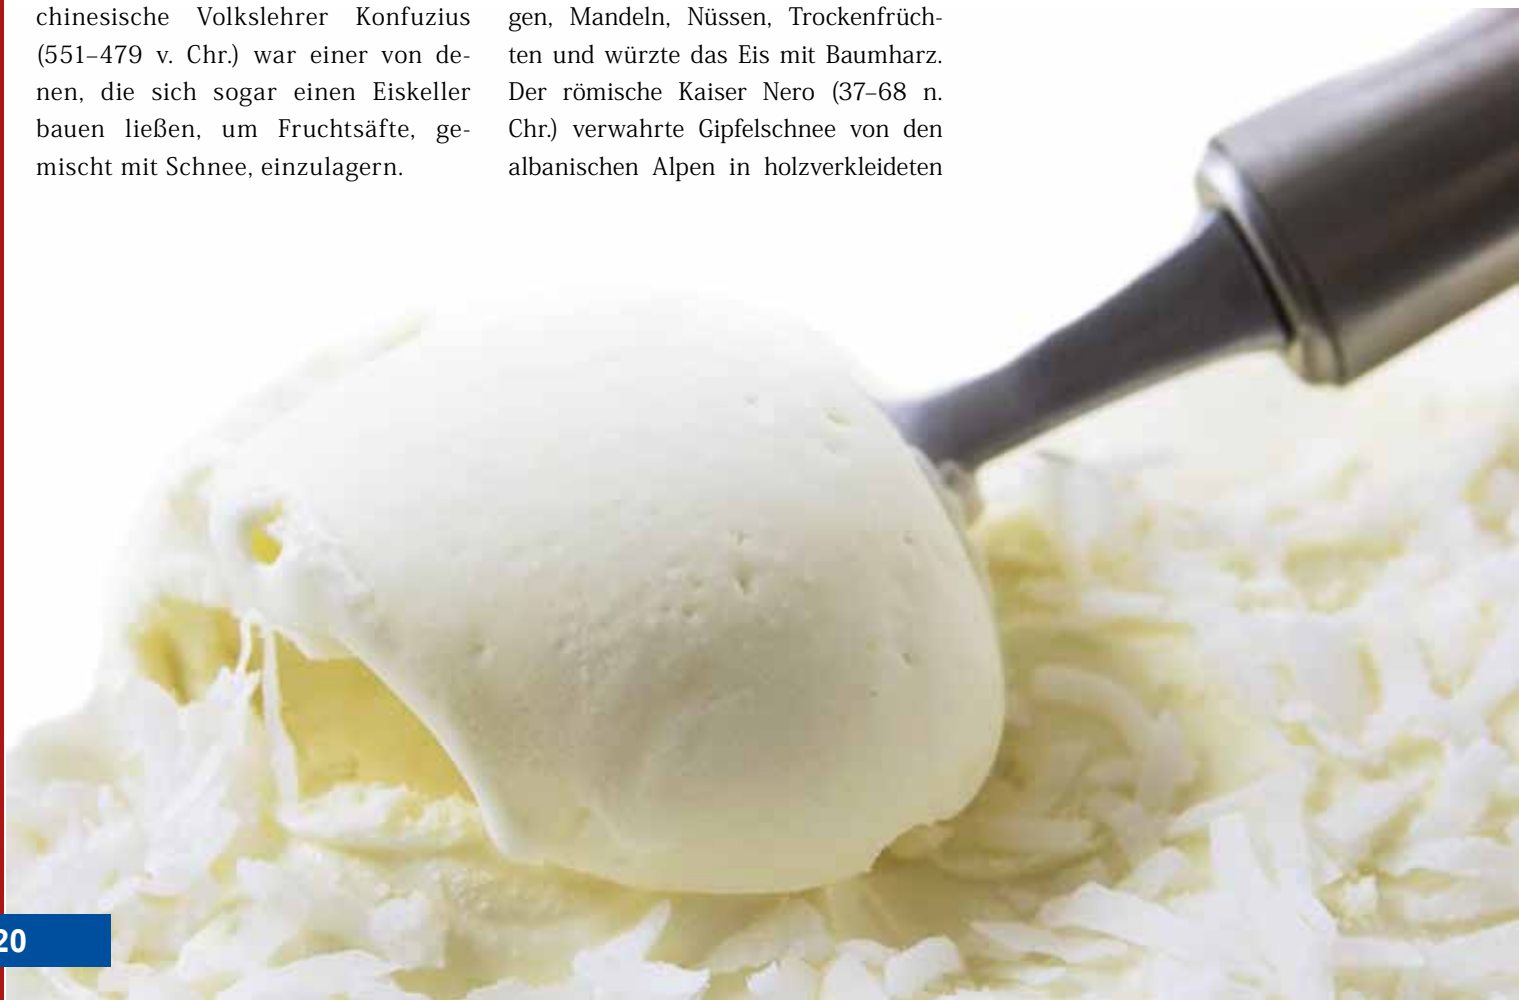 chinesische Volkslehrer Konfuzius
(551–479 v. Chr.) war einer von de-
nen, die sich sogar einen Eiskeller
bauen ließen, um Fruchtsäfte, ge-
mischt mit Schnee, einzulagern.
gen, Mandeln, Nüssen, Trockenfrüch-
ten und würzte das Eis mit Baumharz.
Der römische Kaiser Nero (37–68 n.
Chr.) verwahrte Gipfelschnee von den
albanischen Alpen in holzverkleideten
20